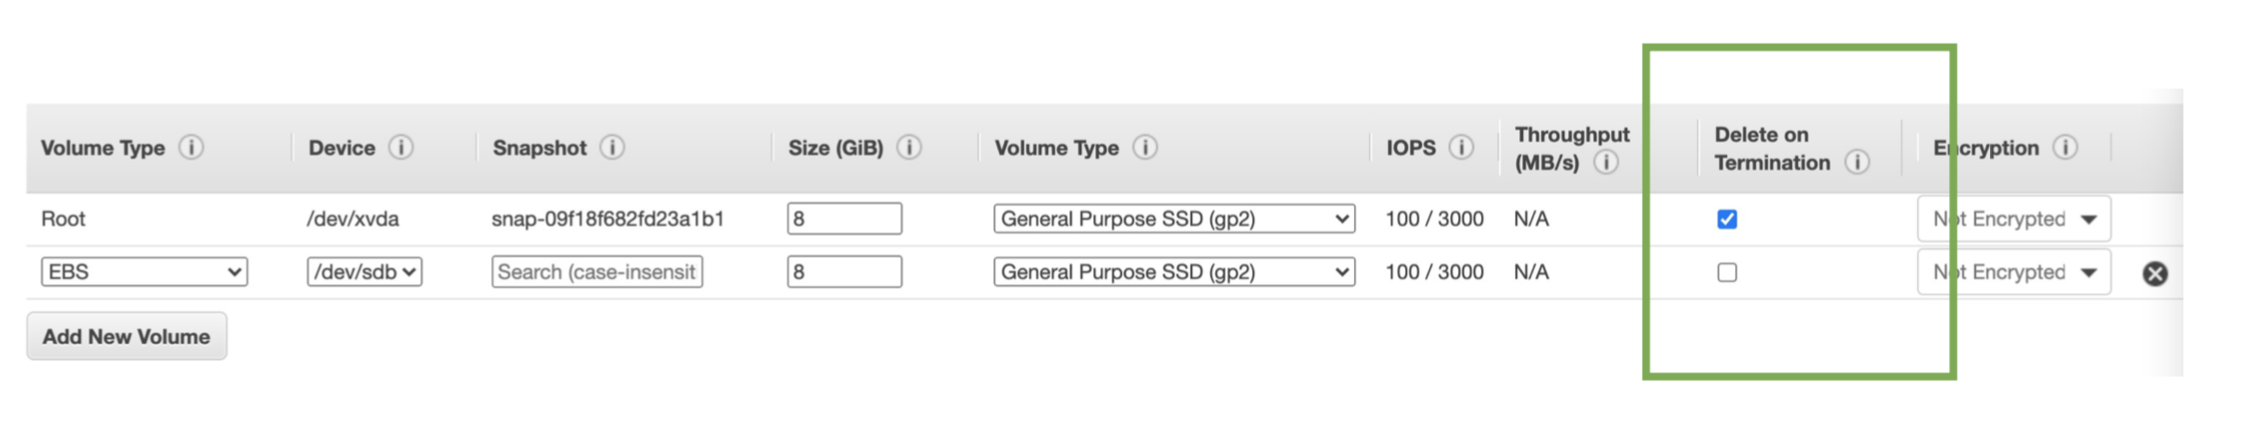 Volume Type Device Snapshot Size (GiB) Volume Type IOPS Throughput (MB/s) Delete on Termination Encryption
Root /dev/xvda snap-09f18f682fd23a1b1 8 General Purpose SSD (gp2) 100 / 3000 N/A Not Encrypted
EBS /dev/sdb Search (case-insensit 8 General Purpose SSD (gp2) 100 / 3000 N/A Not Encrypted
Add New Volume